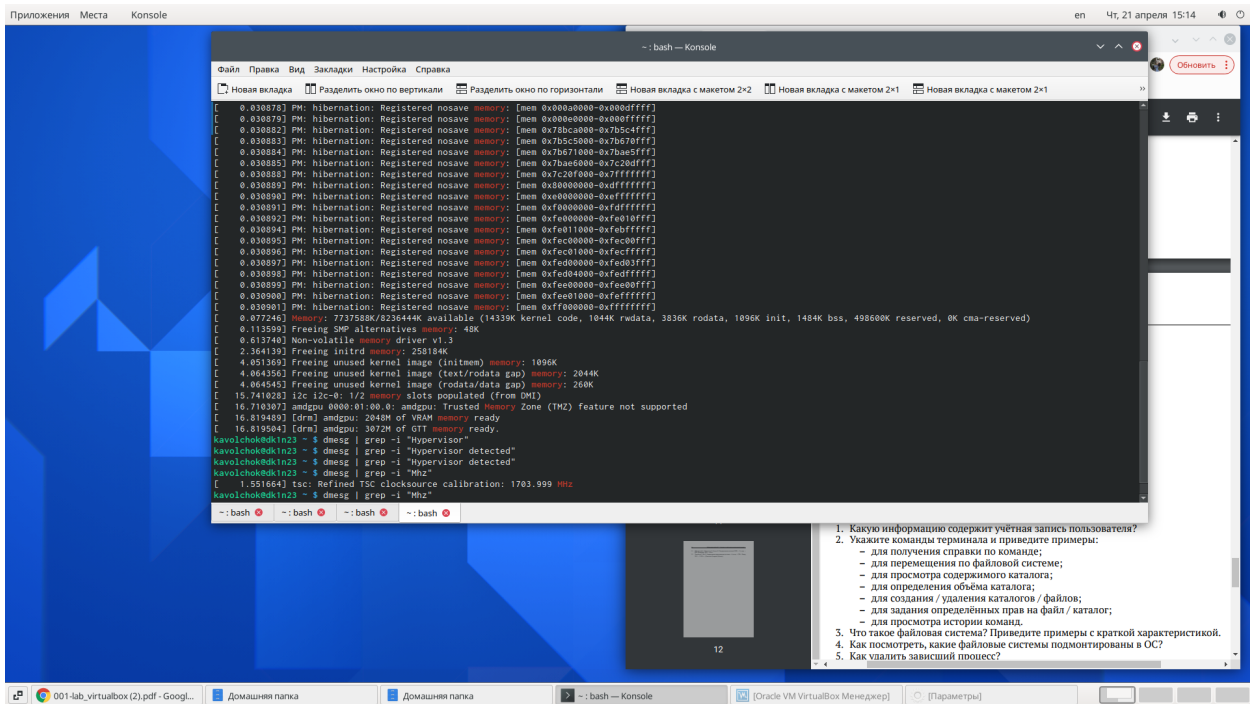 Приложения Места Konsole en Чт, 21 апреля 15:14
~ : bash — Konsole
Обновить
Файл Правка Вид Закладки Настройка Справка
Новая вкладка Разделить окно по вертикали Разделить окно по горизонтали Новая вкладка с макетом 2×2 Новая вкладка с макетом 2×1 Новая вкладка с макетом 2×1 »
[    0.030878] PM: hibernation: Registered nosave memory: [mem 0x000a0000-0x000dffff]
[    0.030879] PM: hibernation: Registered nosave memory: [mem 0x000e0000-0x000fffff]
[    0.030882] PM: hibernation: Registered nosave memory: [mem 0x78bca000-0x7b5c4fff]
[    0.030883] PM: hibernation: Registered nosave memory: [mem 0x7b5c5000-0x7b670fff]
[    0.030884] PM: hibernation: Registered nosave memory: [mem 0x7b671000-0x7bae5fff]
[    0.030885] PM: hibernation: Registered nosave memory: [mem 0x7bae6000-0x7c20dfff]
[    0.030888] PM: hibernation: Registered nosave memory: [mem 0x7c20f000-0x7fffffff]
[    0.030889] PM: hibernation: Registered nosave memory: [mem 0x80000000-0xdfffffff]
[    0.030890] PM: hibernation: Registered nosave memory: [mem 0xe0000000-0xefffffff]
[    0.030891] PM: hibernation: Registered nosave memory: [mem 0xf0000000-0xfdffffff]
[    0.030892] PM: hibernation: Registered nosave memory: [mem 0xfe000000-0xfe010fff]
[    0.030894] PM: hibernation: Registered nosave memory: [mem 0xfe011000-0xfebfffff]
[    0.030895] PM: hibernation: Registered nosave memory: [mem 0xfec00000-0xfec00fff]
[    0.030896] PM: hibernation: Registered nosave memory: [mem 0xfec01000-0xfecfffff]
[    0.030897] PM: hibernation: Registered nosave memory: [mem 0xfed00000-0xfed03fff]
[    0.030898] PM: hibernation: Registered nosave memory: [mem 0xfed04000-0xfedfffff]
[    0.030899] PM: hibernation: Registered nosave memory: [mem 0xfee00000-0xfee00fff]
[    0.030900] PM: hibernation: Registered nosave memory: [mem 0xfee01000-0xfeffffff]
[    0.030901] PM: hibernation: Registered nosave memory: [mem 0xff000000-0xffffffff]
[    0.077246] Memory: 7737588K/8236444K available (14339K kernel code, 1044K rwdata, 3836K rodata, 1096K init, 1484K bss, 498600K reserved, 0K cma-reserved)
[    0.113599] Freeing SMP alternatives memory: 48K
[    0.613740] Non-volatile memory driver v1.3
[    2.364139] Freeing initrd memory: 258184K
[    4.051369] Freeing unused kernel image (initmem) memory: 1096K
[    4.064356] Freeing unused kernel image (text/rodata gap) memory: 2044K
[    4.064545] Freeing unused kernel image (rodata/data gap) memory: 260K
[   15.741028] i2c i2c-0: 1/2 memory slots populated (from DMI)
[   16.710307] amdgpu 0000:01:00.0: amdgpu: Trusted Memory Zone (TMZ) feature not supported
[   16.819489] [drm] amdgpu: 2048M of VRAM memory ready
[   16.819504] [drm] amdgpu: 3072M of GTT memory ready.
kavolchok@dk1n23 ~ $ dmesg | grep -i "Hypervisor"
kavolchok@dk1n23 ~ $ dmesg | grep -i "Hypervisor detected"
kavolchok@dk1n23 ~ $ dmesg | grep -i "Hypervisor detected"
kavolchok@dk1n23 ~ $ dmesg | grep -i "Mhz"
[    1.551664] tsc: Refined TSC clocksource calibration: 1703.999 MHz
kavolchok@dk1n23 ~ $ dmesg | grep -i "Mhz"
~ : bash ~ : bash ~ : bash ~ : bash
1. Какую информацию содержит учётная запись пользователя?
2. Укажите команды терминала и приведите примеры:
– для получения справки по команде;
– для перемещения по файловой системе;
– для просмотра содержимого каталога;
– для определения объёма каталога;
– для создания / удаления каталогов / файлов;
– для задания определённых прав на файл / каталог;
– для просмотра истории команд.
3. Что такое файловая система? Приведите примеры с краткой характеристикой.
4. Как посмотреть, какие файловые системы подмонтированы в ОС?
5. Как удалить зависший процесс?
12
001-lab_virtualbox (2).pdf - Googl... Домашняя папка Домашняя папка ~ : bash — Konsole [Oracle VM VirtualBox Менеджер] [Параметры]